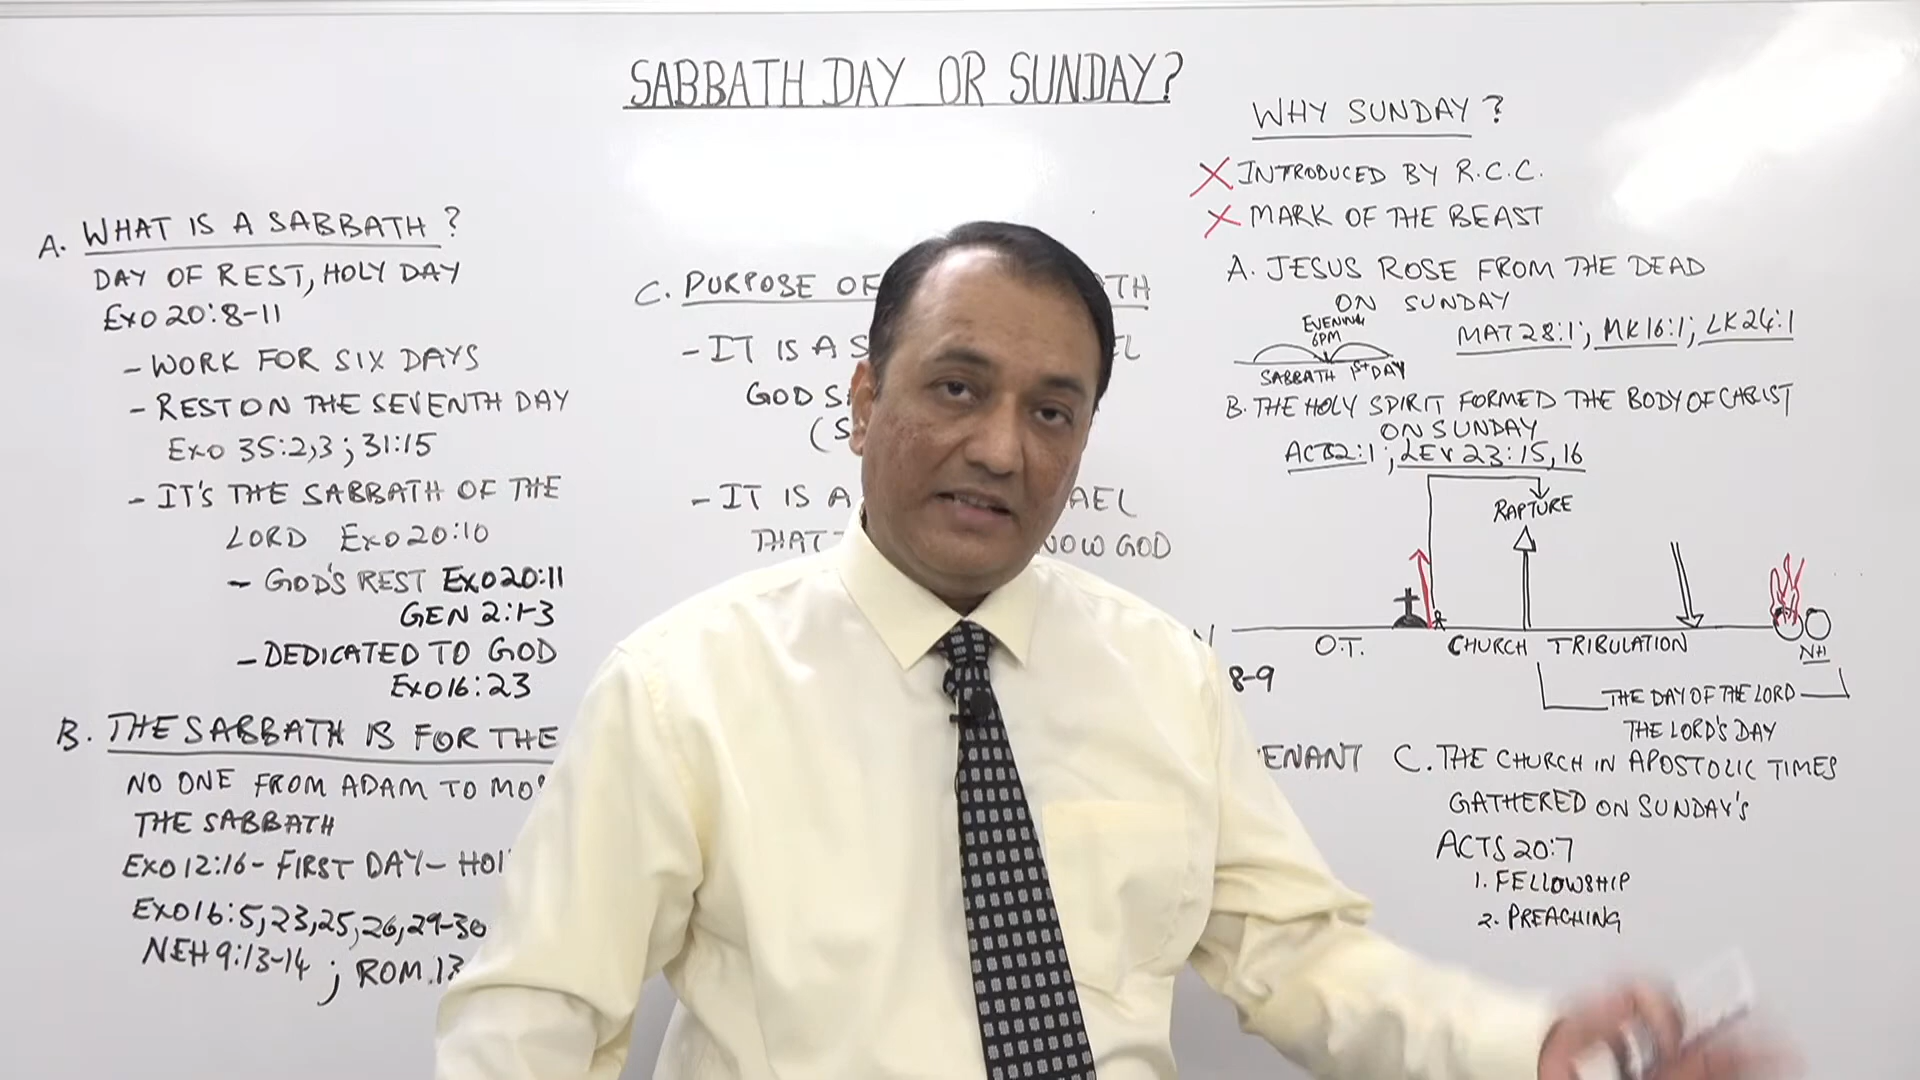 SABBATH DAY OR SUNDAY?
A. WHAT IS A SABBATH?
DAY OF REST, HOLY DAY
EXO 20:8-11
- WORK FOR SIX DAYS
- REST ON THE SEVENTH DAY
EXO 35:2,3; 31:15
- IT'S THE SABBATH OF THE
LORD EXO 20:10
- GOD'S REST EXO 20:11
GEN 2:1-3
- DEDICATED TO GOD
EXO 16:23
B. THE SABBATH IS FOR THE
NO ONE FROM ADAM TO
THE SABBATH
EXO 12:16 - FIRST DAY -
EXO 16:5,23,25,26,29-30
NEH 9:13-14; ROM.
C. PURPOSE OF
- IT IS A
GOD
- IT IS A
THAT
GOD
8-9
WHY SUNDAY?
X INTRODUCED BY R.C.C.
X MARK OF THE BEAST
A. JESUS ROSE FROM THE DEAD
ON SUNDAY
EVENING
6PM
MAT 28:1; MK 16:1; LK 24:1
SABBATH 1ST DAY
B. THE HOLY SPIRIT FORMED THE BODY OF CHRIST
ON SUNDAY
ACTS 2:1; LEV 23:15,16
RAPTURE
O.T. CHURCH TRIBULATION NH
THE DAY OF THE LORD
THE LORD'S DAY
C. THE CHURCH IN APOSTOLIC TIMES
GATHERED ON SUNDAY'S
ACTS 20:7
1. FELLOWSHIP
2. PREACHING